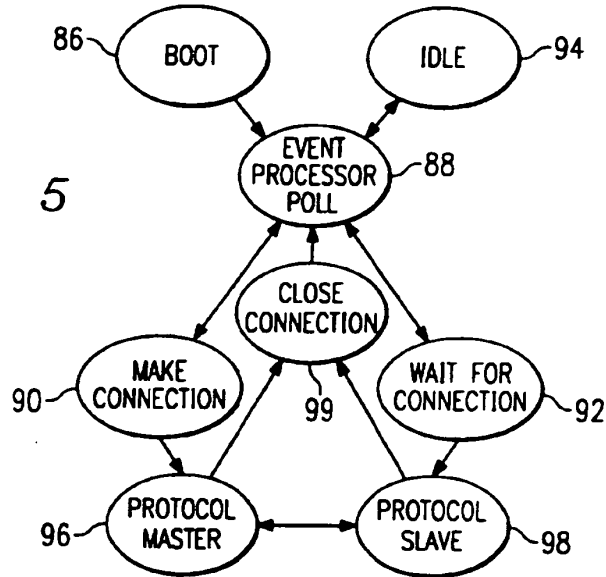 86
BOOT
IDLE
94
EVENT
PROCESSOR
POLL
88
5
CLOSE
CONNECTION
99
90
MAKE
CONNECTION
WAIT FOR
CONNECTION
92
96
PROTOCOL
MASTER
PROTOCOL
SLAVE
98